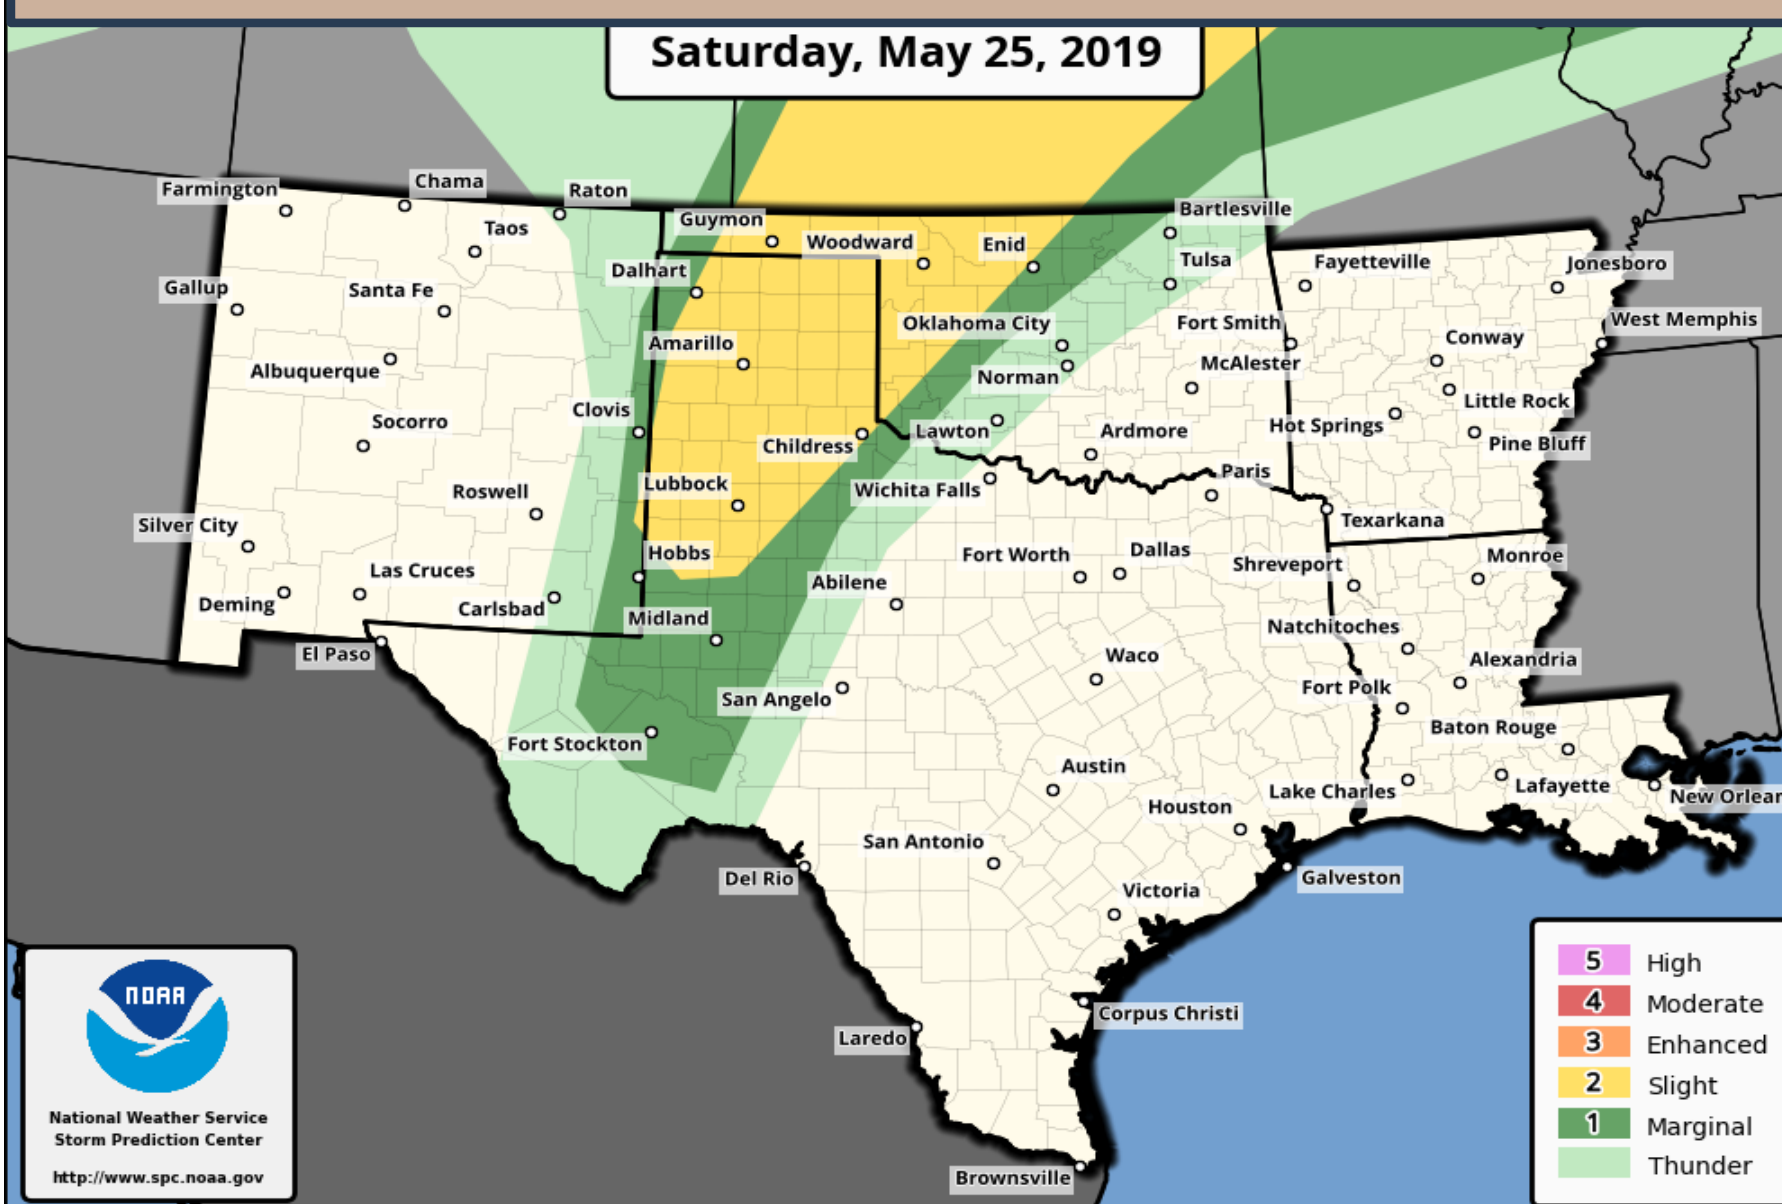 Saturday, May 25, 2019
Farmington
Chama
Raton
Taos
Guymon
Woodward
Enid
Bartlesville
Dalhart
Tulsa
Fayetteville
Jonesboro
Gallup
Santa Fe
Amarillo
Oklahoma City
Fort Smith
West Memphis
Conway
Albuquerque
Norman
McAlester
Little Rock
Clovis
Socorro
Childress
Lawton
Ardmore
Hot Springs
Pine Bluff
Roswell
Lubbock
Wichita Falls
Paris
Texarkana
Silver City
Hobbs
Fort Worth
Dallas
Shreveport
Monroe
Las Cruces
Deming
Carlsbad
Midland
Abilene
Natchitoches
El Paso
Waco
Alexandria
San Angelo
Fort Polk
Fort Stockton
Baton Rouge
Austin
Lake Charles
Lafayette
New Orlean
Houston
San Antonio
Del Rio
Galveston
Victoria
Corpus Christi
Laredo
Brownsville
NOAA
National Weather Service
Storm Prediction Center
http://www.spc.noaa.gov
5 High
4 Moderate
3 Enhanced
2 Slight
1 Marginal
Thunder